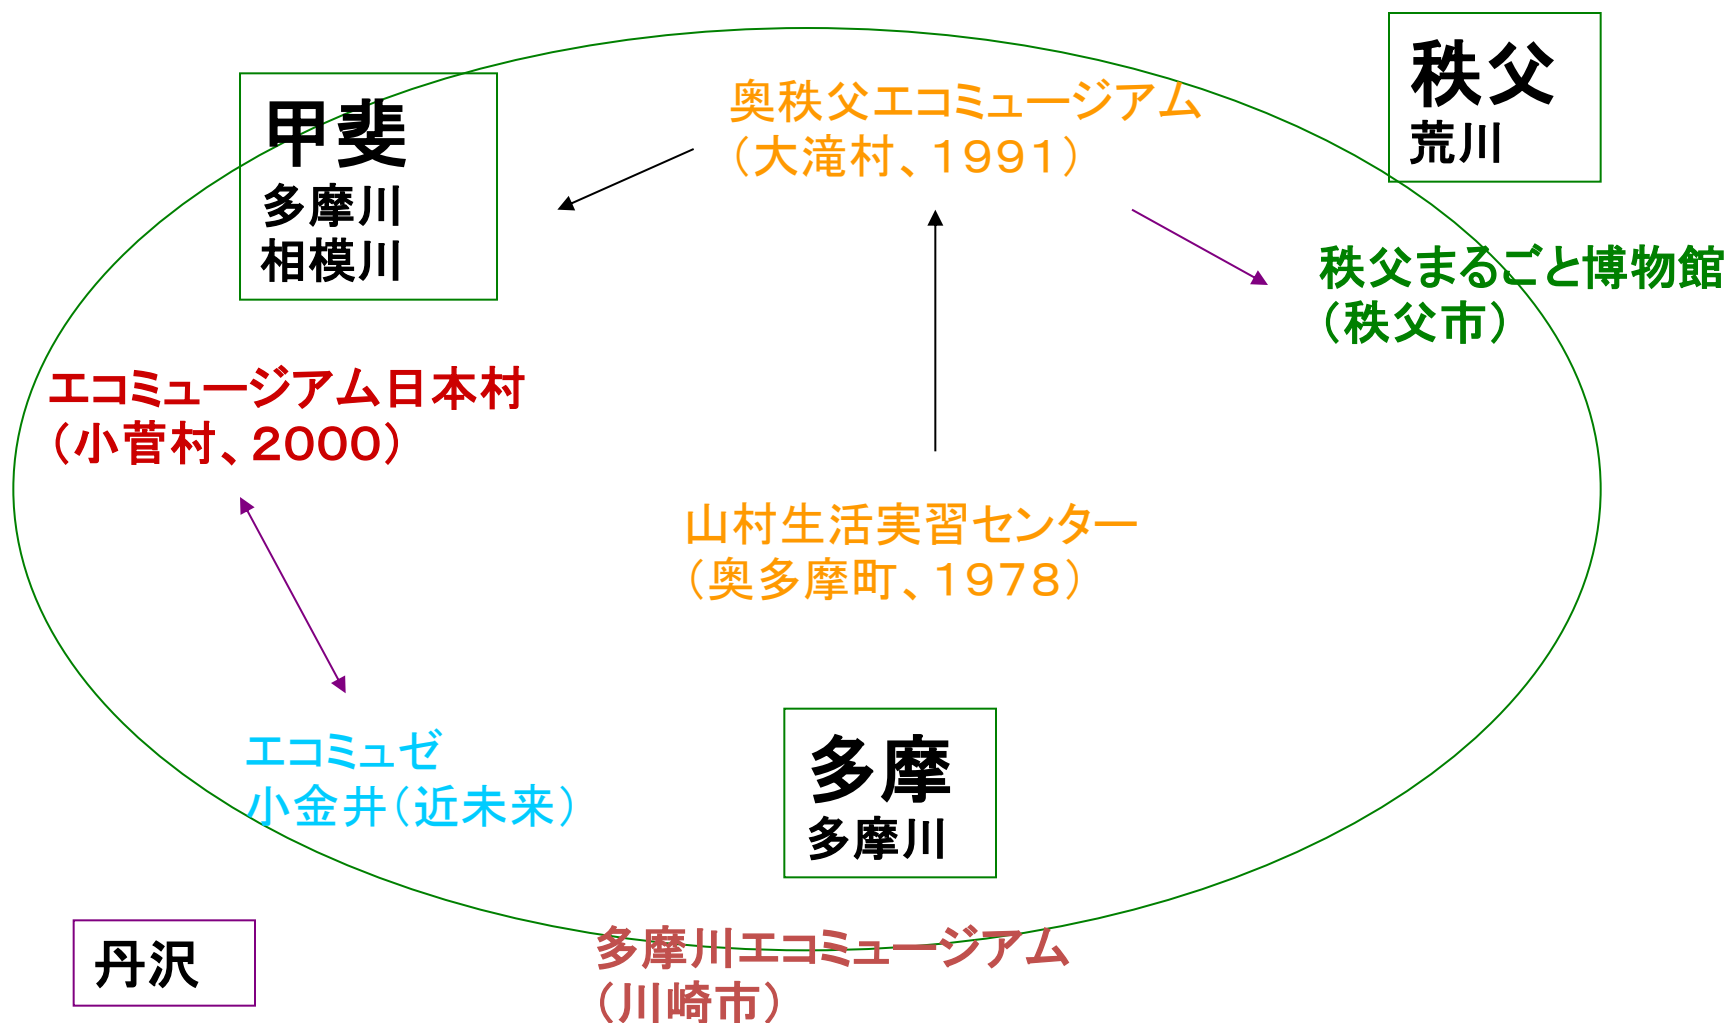 秩父
荒川
甲斐
多摩川
相模川
奥秩父エコミュージアム
（大滝村、１９９１）
秩父まるごと博物館
（秩父市）
エコミュージアム日本村
（小菅村、２０００）
山村生活実習センター
（奥多摩町、１９７８）
エコミュゼ
小金井（近未来）
多摩
多摩川
丹沢
多摩川エコミュージアム
（川崎市）